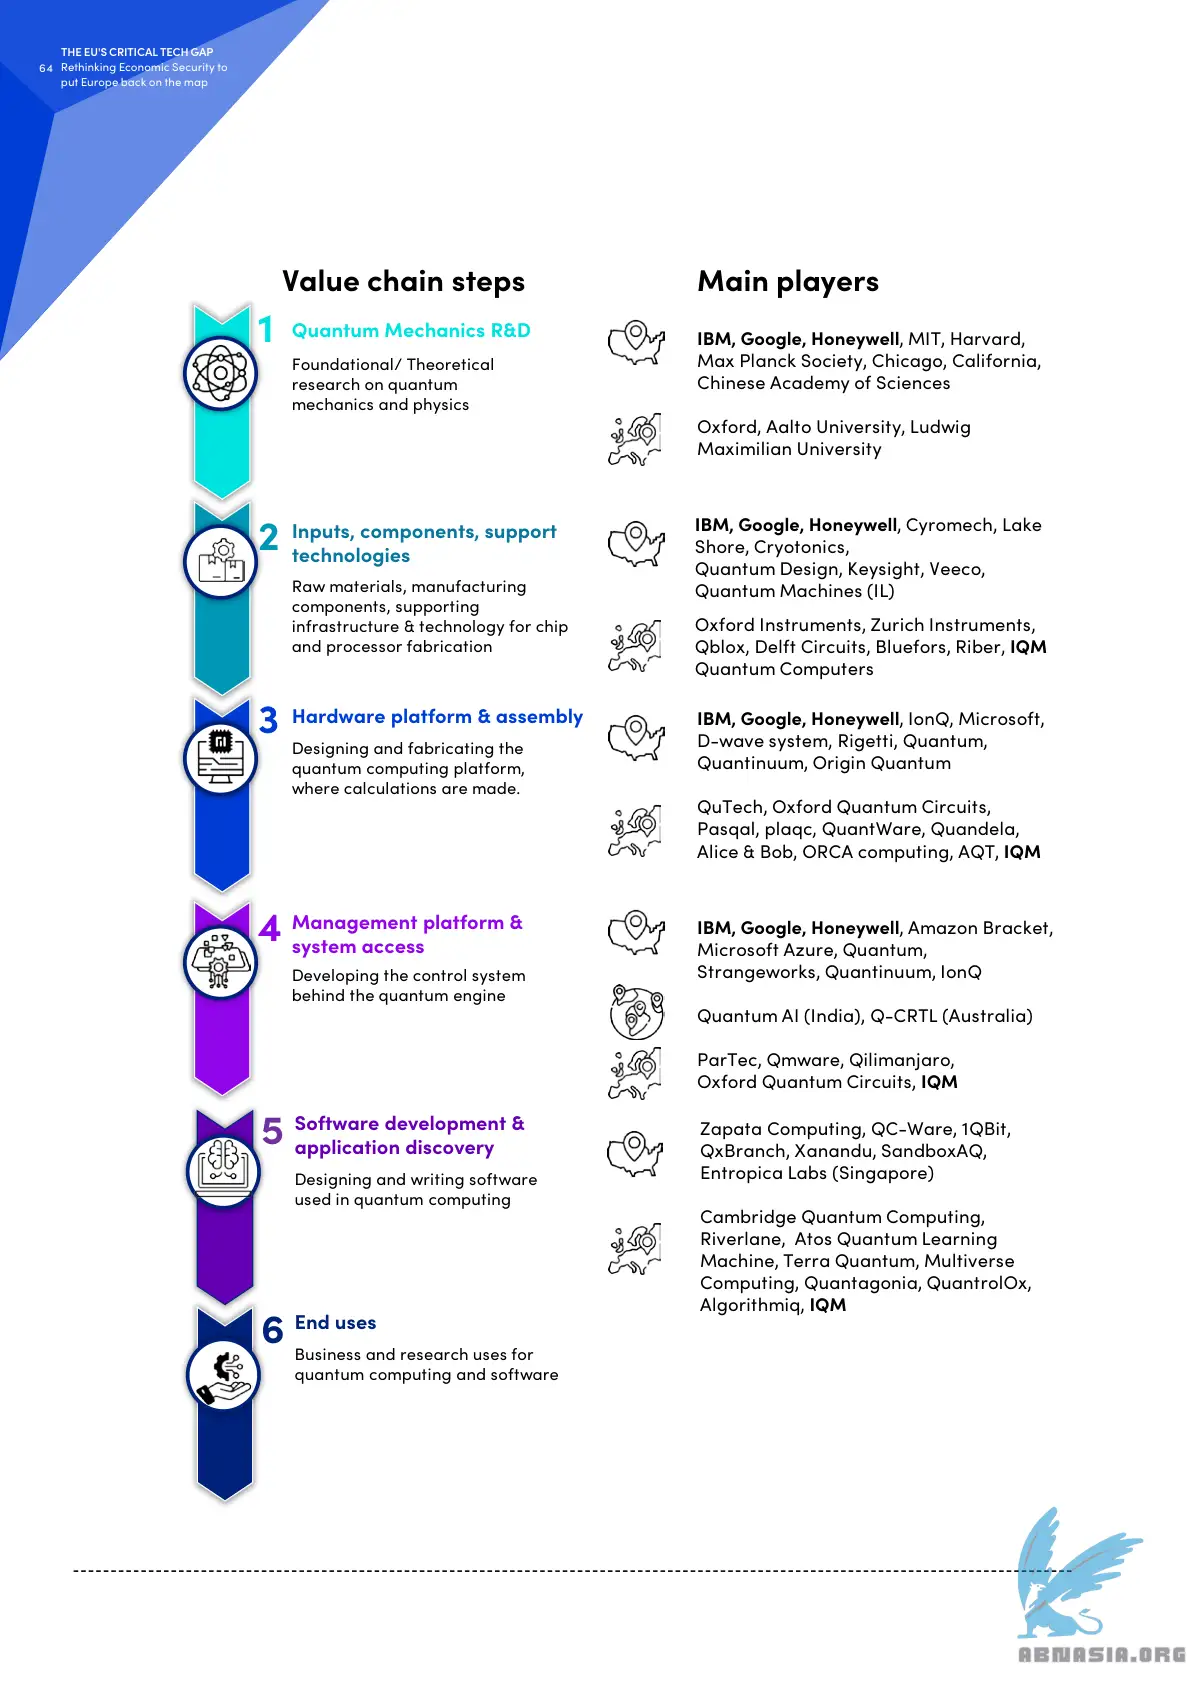 THE EU'S CRITICAL TECH GAP
64 Rethinking Economic Security to
put Europe back on the map
Value chain steps
Main players
1 Quantum Mechanics R&D
Foundational/ Theoretical
research on quantum
mechanics and physics
IBM, Google, Honeywell, MIT, Harvard,
Max Planck Society, Chicago, California,
Chinese Academy of Sciences
Oxford, Aalto University, Ludwig
Maximilian University
2 Inputs, components, support
technologies
Raw materials, manufacturing
components, supporting
infrastructure & technology for chip
and processor fabrication
IBM, Google, Honeywell, Cyromech, Lake
Shore, Cryotonics,
Quantum Design, Keysight, Veeco,
Quantum Machines (IL)
Oxford Instruments, Zurich Instruments,
Qblox, Delft Circuits, Bluefors, Riber, IQM
Quantum Computers
3 Hardware platform & assembly
Designing and fabricating the
quantum computing platform,
where calculations are made.
IBM, Google, Honeywell, IonQ, Microsoft,
D-wave system, Rigetti, Quantum,
Quantinuum, Origin Quantum
QuTech, Oxford Quantum Circuits,
Pasqal, plaqc, QuantWare, Quandela,
Alice & Bob, ORCA computing, AQT, IQM
4 Management platform &
system access
Developing the control system
behind the quantum engine
IBM, Google, Honeywell, Amazon Bracket,
Microsoft Azure, Quantum,
Strangeworks, Quantinuum, IonQ
Quantum AI (India), Q-CRTL (Australia)
ParTec, Qmware, Qilimanjaro,
Oxford Quantum Circuits, IQM
5 Software development &
application discovery
Designing and writing software
used in quantum computing
Zapata Computing, QC-Ware, 1QBit,
QxBranch, Xanandu, SandboxAQ,
Entropica Labs (Singapore)
Cambridge Quantum Computing,
Riverlane, Atos Quantum Learning
Machine, Terra Quantum, Multiverse
Computing, Quantagonia, QuantrolOx,
Algorithmiq, IQM
6 End uses
Business and research uses for
quantum computing and software
ABNASIA.ORG